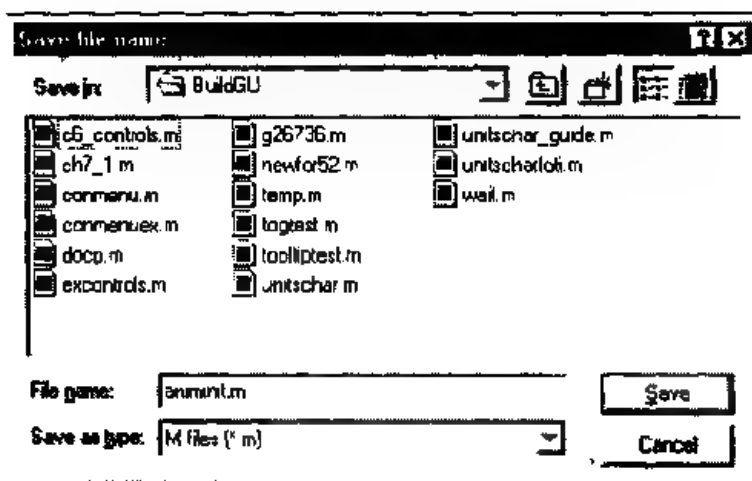 Save file name:
Save in: BuildGU
c6_controls.m
ch7_1.m
conmenu.m
conmenuex.m
docp.m
excontrols.m
g26736.m
newfor52.m
temp.m
togtest.m
tooltiptest.m
unitschar.m
unitschar_guide.m
wait.m
File name: animinit.m
Save
Save as type: M files (*.m)
Cancel